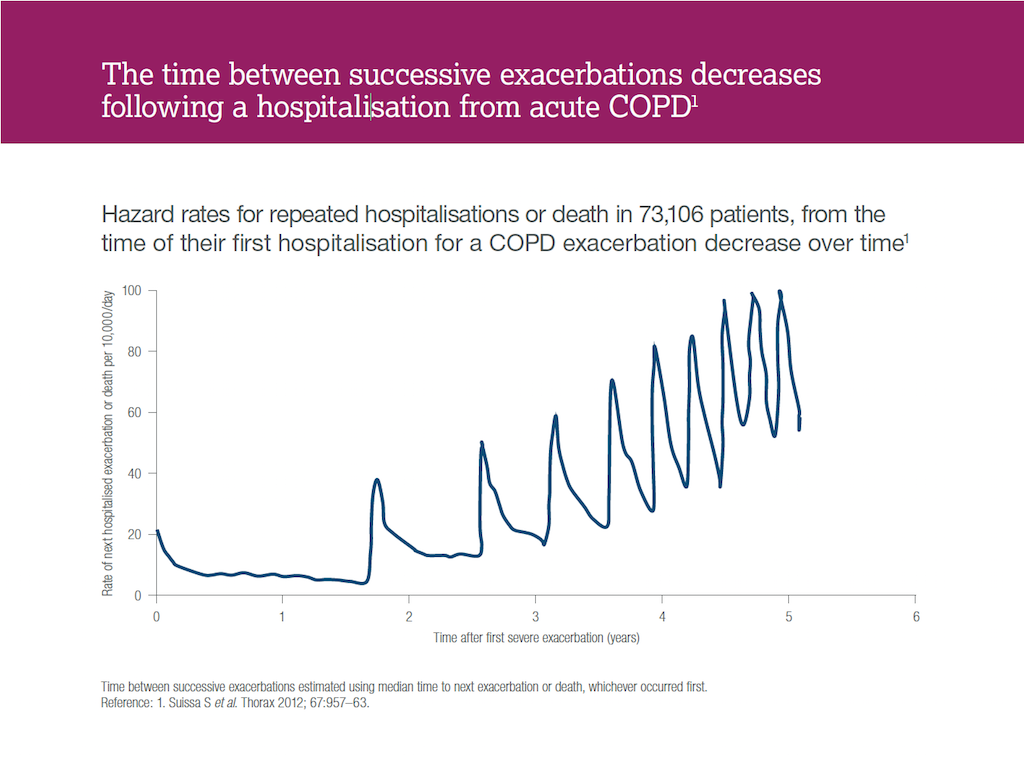 The time between successive exacerbations decreases
following a hospitalisation from acute COPD¹
Hazard rates for repeated hospitalisations or death in 73,106 patients, from the
time of their first hospitalisation for a COPD exacerbation decrease over time¹
Rate of next hospitalised exacerbation or death per 10,000/day
100
80
60
40
20
0
0 1 2 3 4 5 6
Time after first severe exacerbation (years)
Time between successive exacerbations estimated using median time to next exacerbation or death, whichever occurred first.
Reference: 1. Suissa S et al. Thorax 2012; 67:957–63.